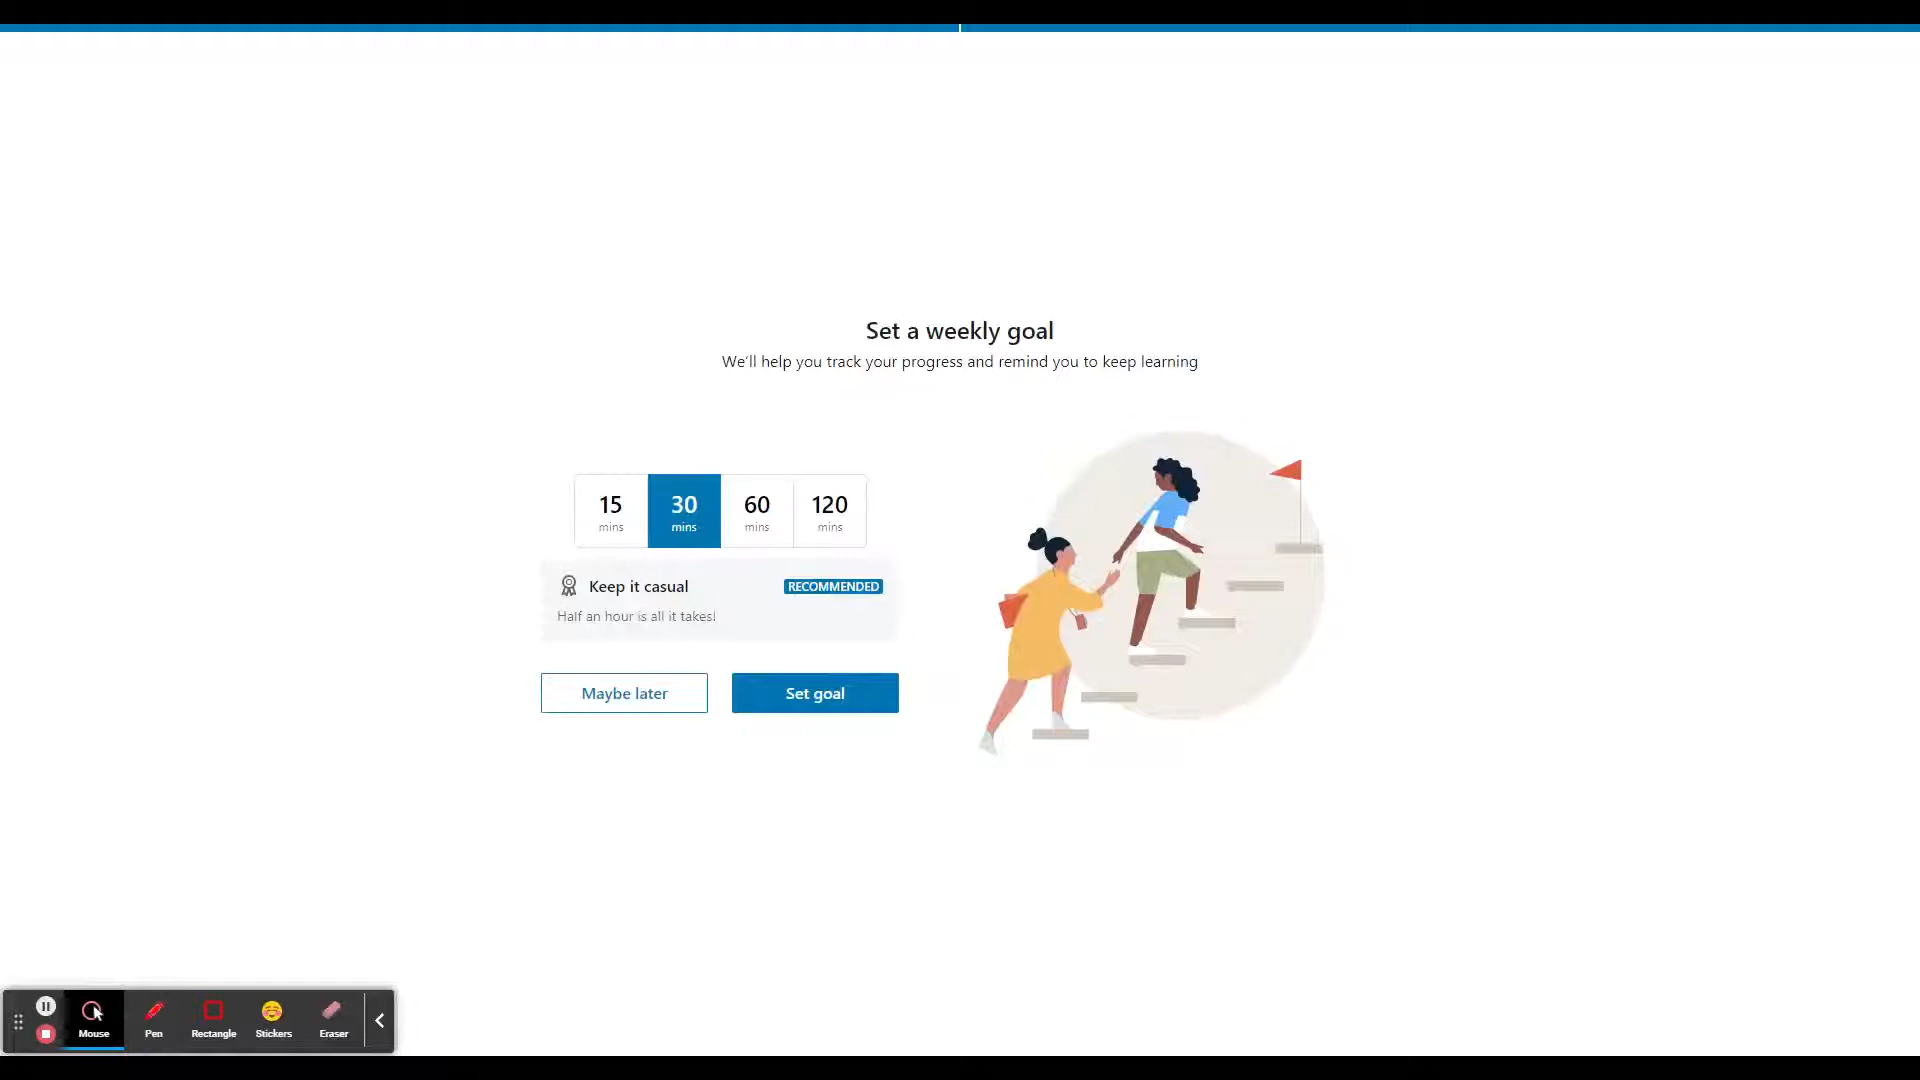 Set a weekly goal
We'll help you track your progress and remind you to keep learning
15 30 60 120
mins mins mins mins
Keep it casual RECOMMENDED
Half an hour is all it takes!
Maybe later Set goal
Mouse Pen Rectangle Stickers Eraser